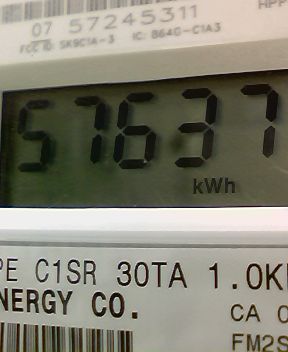 07 57245311
FCC ID: SK9C1A-3 IC: 864G-C1A3
57637
kWh
PE C1SR 30TA 1.0K
NERGY CO.
CA 0
FM2S